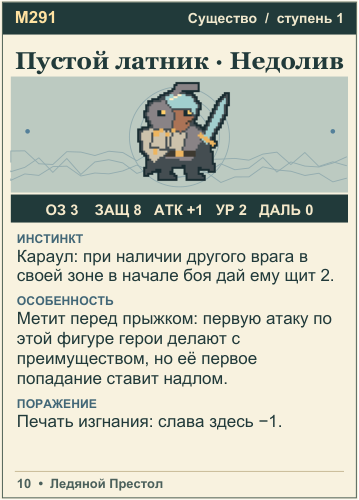 M291 Существо / ступень 1
Пустой латник · Недолив
ОЗ 3 ЗАЩ 8 АТК +1 УР 2 ДАЛЬ 0
ИНСТИНКТ
Караул: при наличии другого врага в
своей зоне в начале боя дай ему щит 2.
ОСОБЕННОСТЬ
Метит перед прыжком: первую атаку по
этой фигуре герои делают с
преимуществом, но её первое
попадание ставит надлом.
ПОРАЖЕНИЕ
Печать изгнания: слава здесь −1.
10 • Ледяной Престол